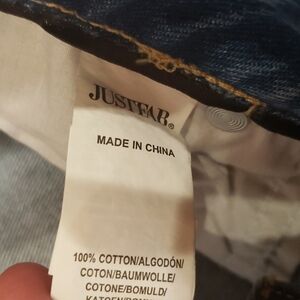 JUSTFAB®
MADE IN CHINA
100% COTTON/ALGODÓN/
COTON/BAUMWOLLE/
COTONE/BOMULD/